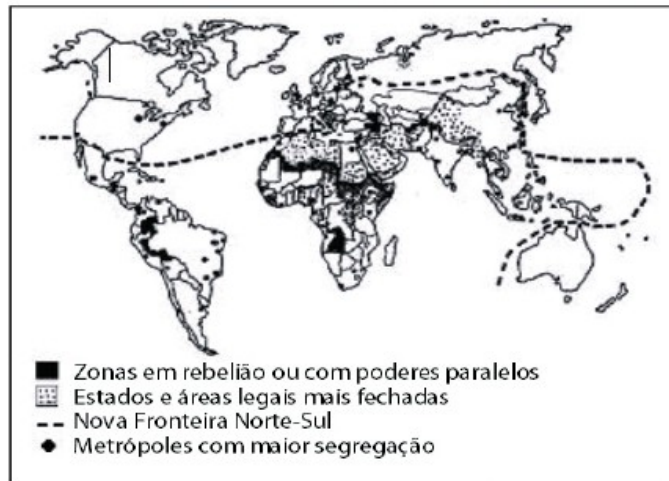 Zonas em rebelião ou com poderes paralelos
Estados e áreas legais mais fechadas
Nova Fronteira Norte-Sul
Metrópoles com maior segregação